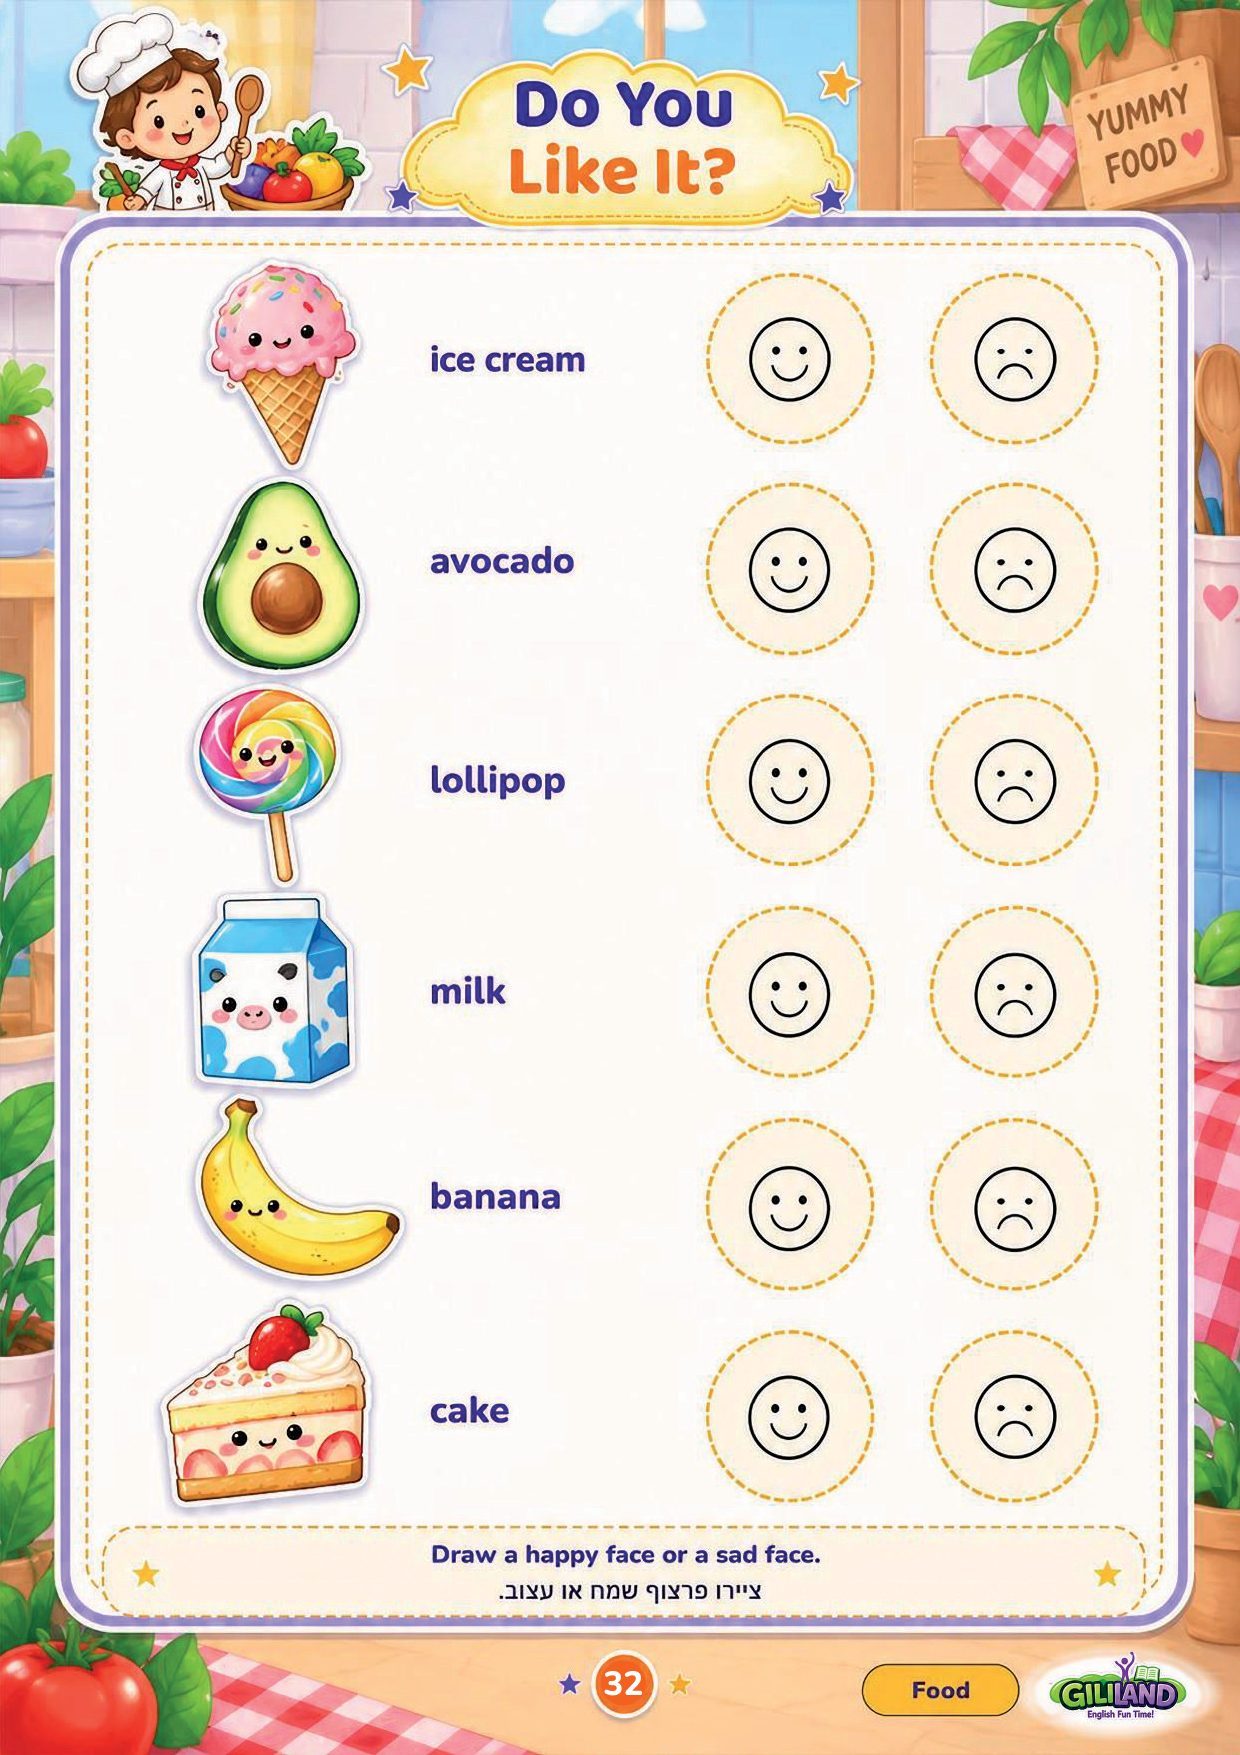 Do You
Like It?
YUMMY
FOOD
ice cream
avocado
lollipop
milk
banana
cake
Draw a happy face or a sad face.
ציירו פרצוף שמח או עצוב.
32
Food
GILILAND
English Fun Time!